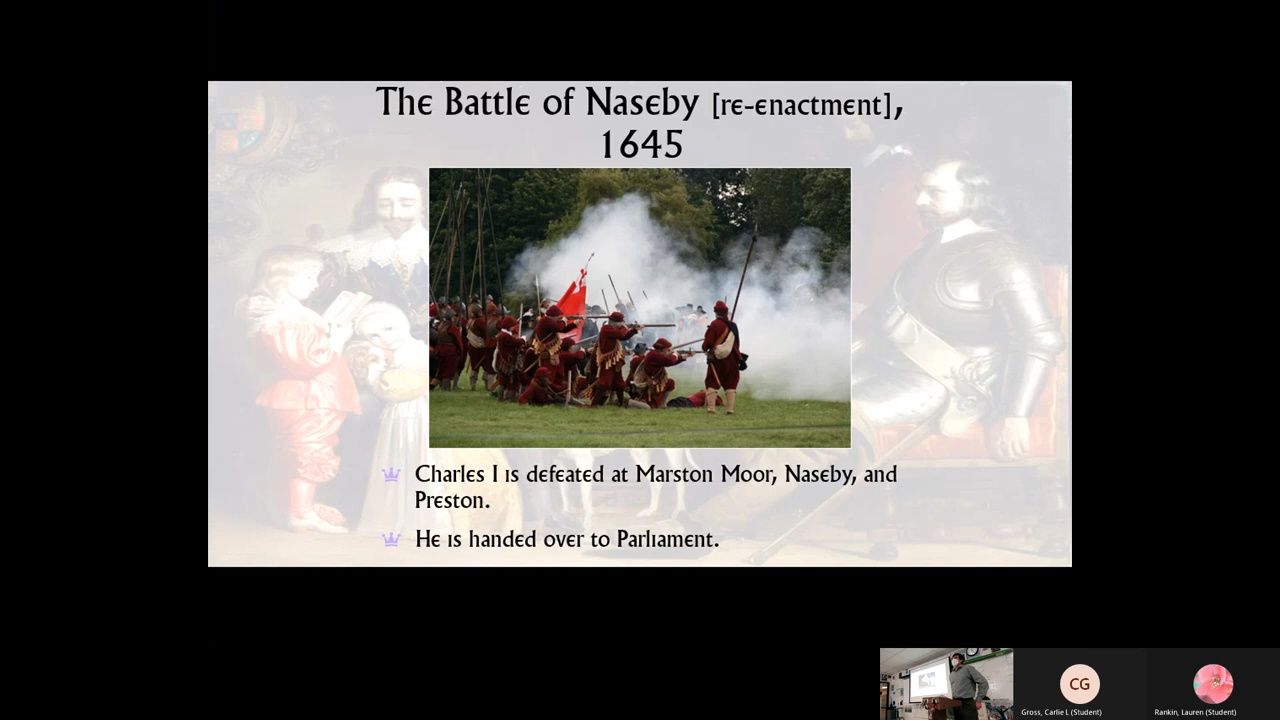 The Battle of Naseby [re-enactment],
1645
Charles I is defeated at Marston Moor, Naseby, and
Preston.
He is handed over to Parliament.
CG
Gross, Carlie L (Student)
Rankin, Lauren (Student)